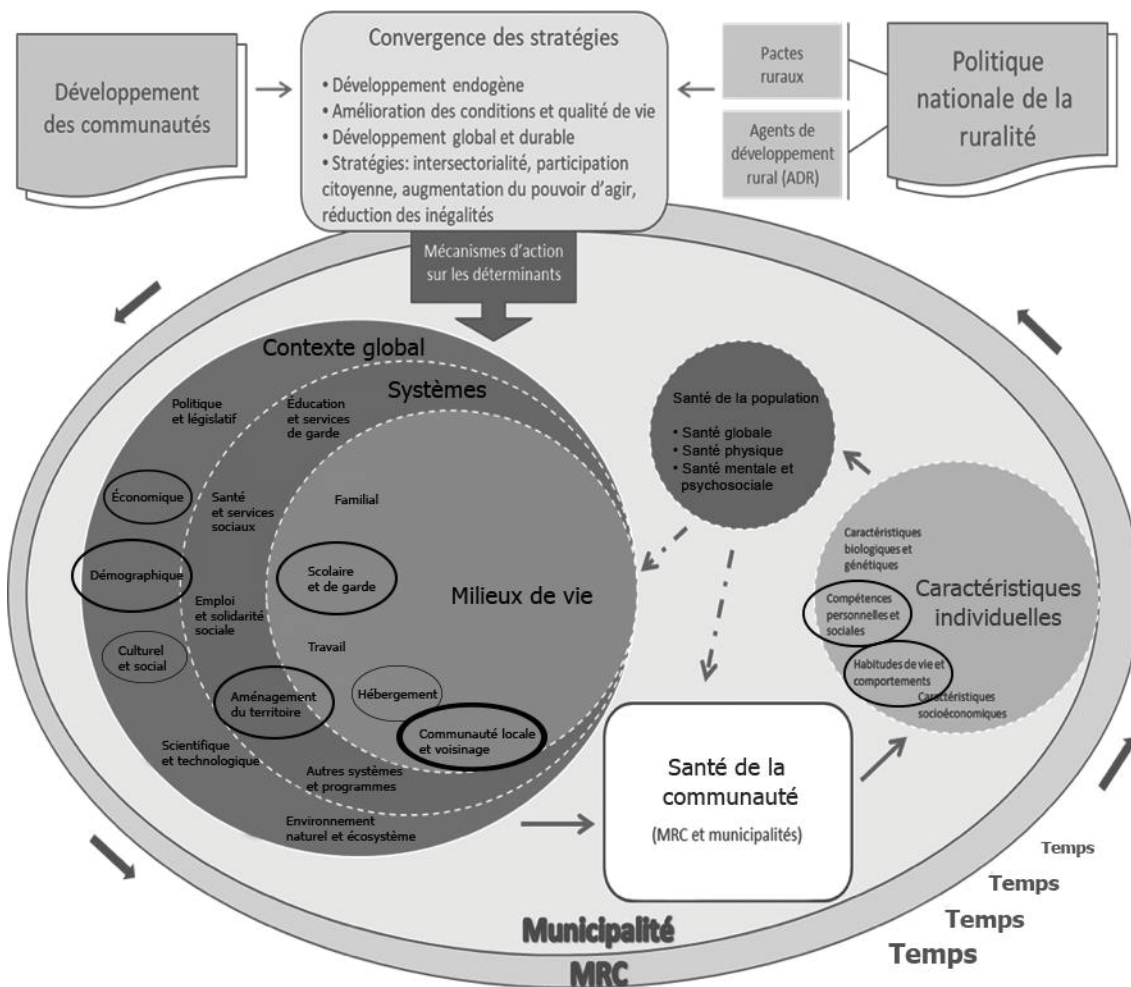 Développement
des communautés
Convergence des stratégies
• Développement endogène
• Amélioration des conditions et qualité de vie
• Développement global et durable
• Stratégies: intersectorialité, participation
citoyenne, augmentation du pouvoir d'agir,
réduction des inégalités
Pactes
ruraux
Agents de
développement
rural (ADR)
Politique
nationale de la
ruralité
Mécanismes d'action
sur les déterminants
Contexte global
Systèmes
Politique
et législatif
Éducation
et services
de garde
Économique
Santé
et services
sociaux
Familial
Démographique
Scolaire
et de garde
Milieux de vie
Emploi
et solidarité
sociale
Culturel
et social
Travail
Aménagement
du territoire
Hébergement
Communauté locale
et voisinage
Scientifique
et technologique
Autres systèmes
et programmes
Environnement
naturel et écosystème
Santé de la population
• Santé globale
• Santé physique
• Santé mentale et
psychosociale
Caractéristiques
biologiques et
génétiques
Caractéristiques
individuelles
Compétences
personnelles et
sociales
Habitudes de vie et
comportements
Caractéristiques
socioéconomiques
Santé de la
communauté
(MRC et municipalités)
Temps
Temps
Temps
Temps
Municipalité
MRC